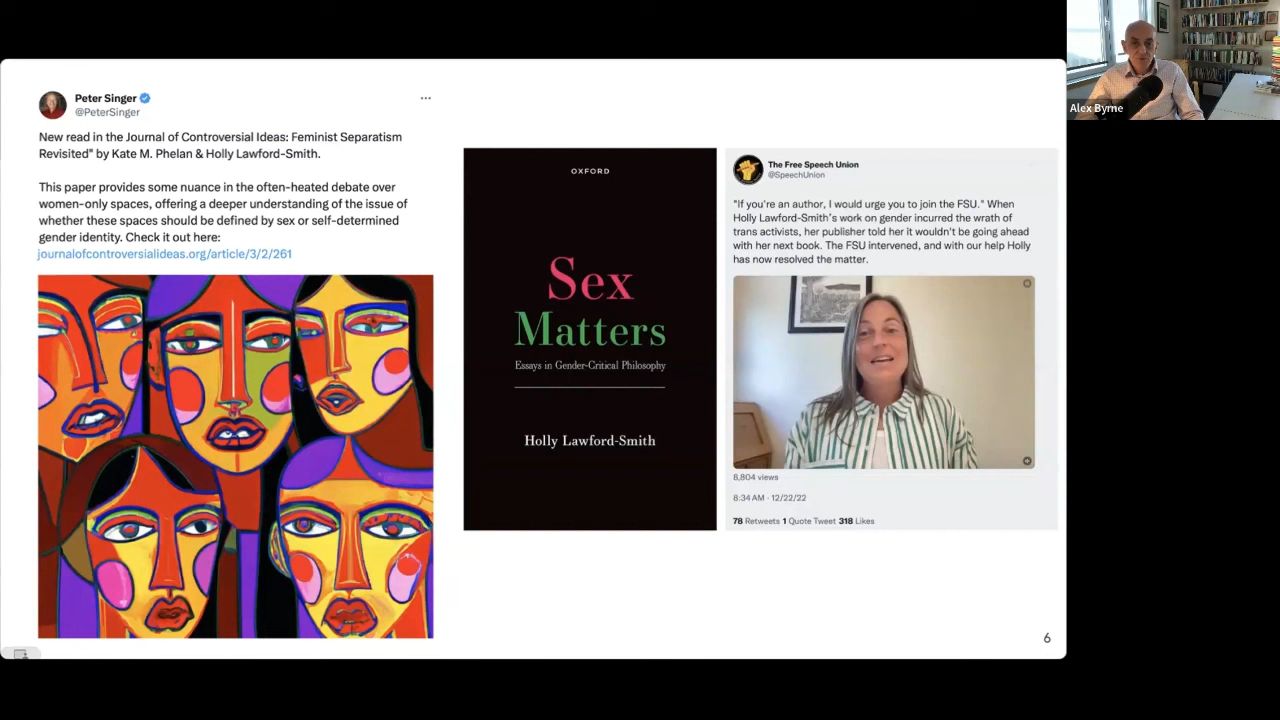 Peter Singer
@PeterSinger
New read in the Journal of Controversial Ideas: Feminist Separatism
Revisited" by Kate M. Phelan & Holly Lawford-Smith.
This paper provides some nuance in the often-heated debate over
women-only spaces, offering a deeper understanding of the issue of
whether these spaces should be defined by sex or self-determined
gender identity. Check it out here:
journalofcontroversialideas.org/article/3/2/261
OXFORD
Sex
Matters
Essays in Gender-Critical Philosophy
Holly Lawford-Smith
The Free Speech Union
@SpeechUnion
"If you're an author, I would urge you to join the FSU." When
Holly Lawford-Smith's work on gender incurred the wrath of
trans activists, her publisher told her it wouldn't be going ahead
with her next book. The FSU intervened, and with our help Holly
has now resolved the matter.
8,804 views
8:34 AM · 12/22/22
78 Retweets 1 Quote Tweet 318 Likes
6
Alex Byrne